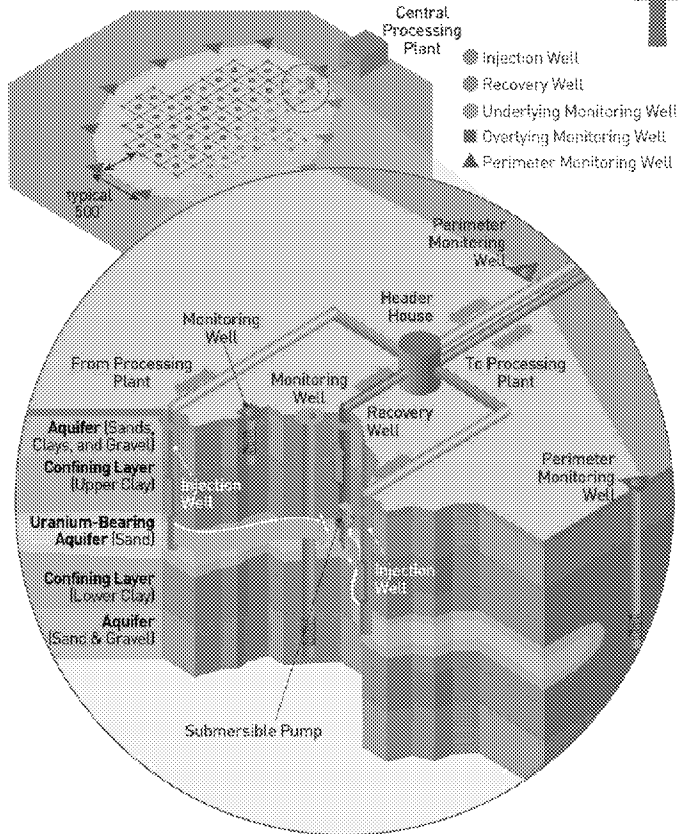 Central
Processing
Plant
Injection Well
Recovery Well
Underlying Monitoring Well
Overlying Monitoring Well
Perimeter Monitoring Well
typical
500'
Perimeter
Monitoring
Well
Header
House
Monitoring
Well
From Processing
Plant
Monitoring
Well
To Processing
Plant
Recovery
Well
Aquifer (Sands,
Clays, and Gravel)
Perimeter
Monitoring
Well
Confining Layer
(Upper Clay)
Injection
Well
Uranium-Bearing
Aquifer (Sand)
Injection
Well
Confining Layer
(Lower Clay)
Aquifer
(Sand & Gravel)
Submersible Pump